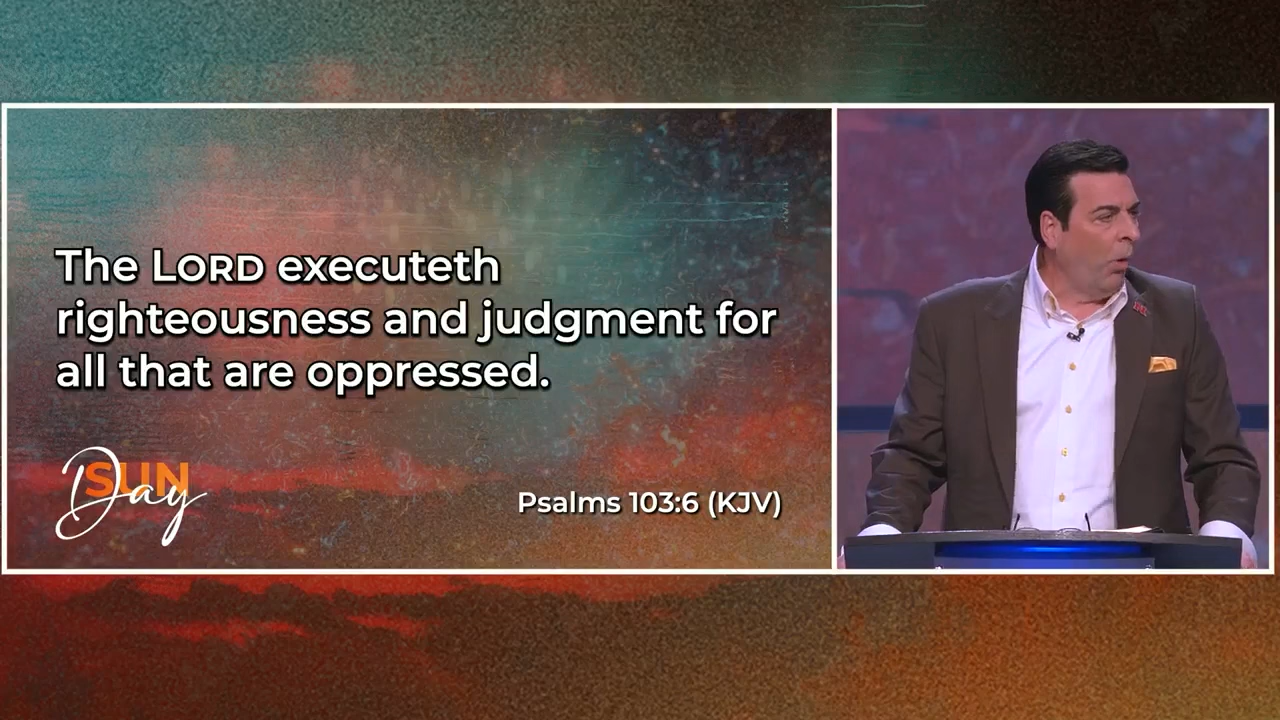 The LORD executeth
righteousness and judgment for
all that are oppressed.
SUN
Day
Psalms 103:6 (KJV)